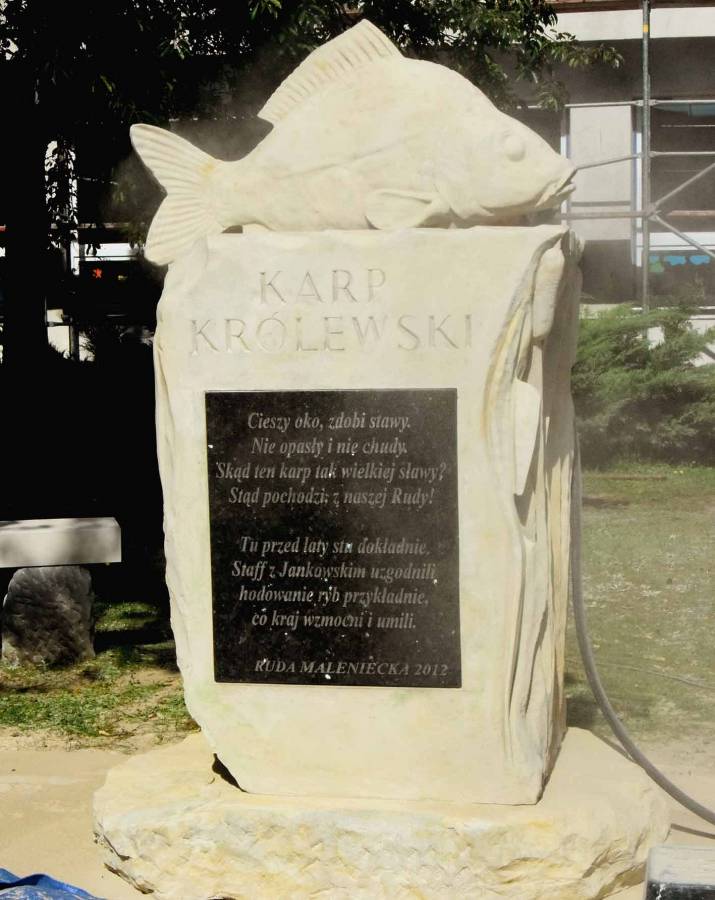 KARP
KRÓLEWSKI
Cieszy oko, zdobi stawy.
Nie opasły i nie chudy.
Skąd ten karp tak wielkiej sławy?
Stąd pochodzi: z naszej Rudy!
Tu przed laty stu dokładnie,
Staff z Jankowskim uzgodnili
hodowanie ryb przykładnie,
co kraj wzmocni i umili.
RUDA MALENIECKA 2012